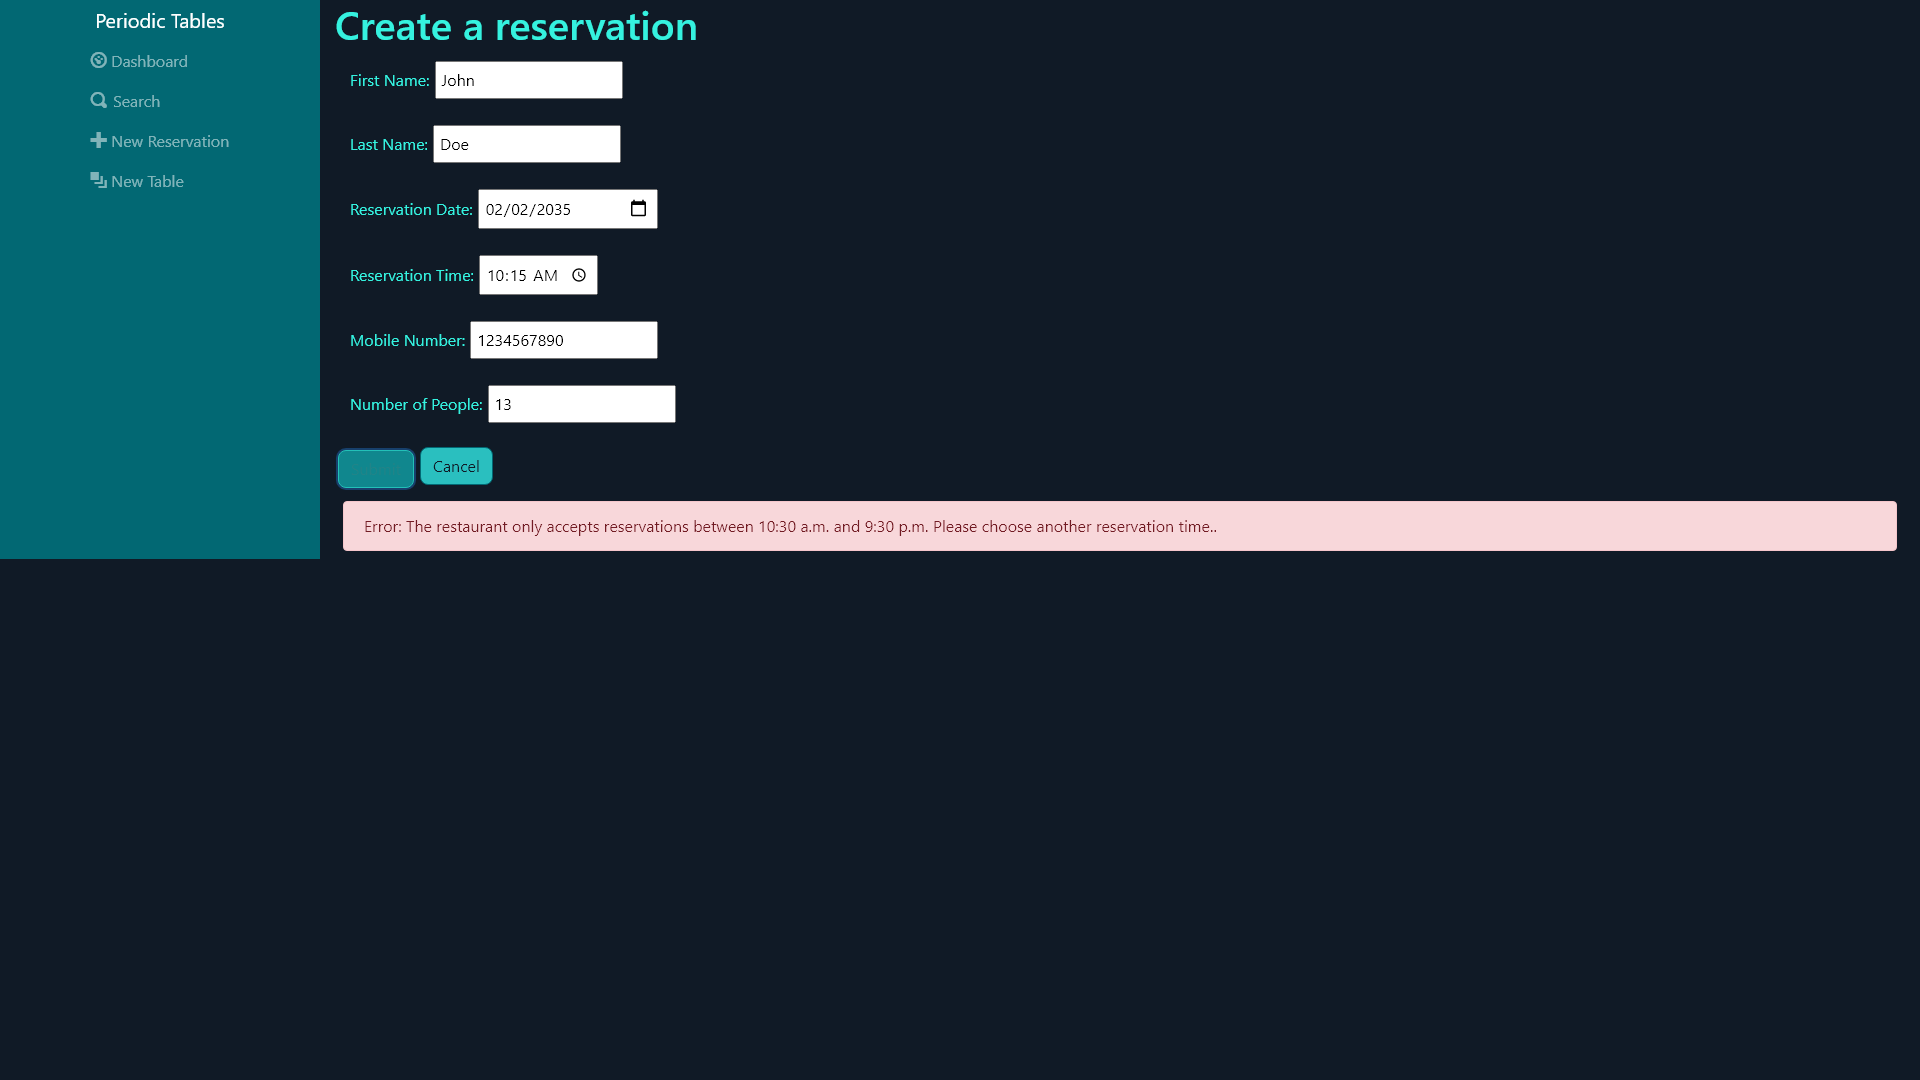 Periodic Tables
Dashboard
Search
New Reservation
New Table
Create a reservation
First Name: John
Last Name: Doe
Reservation Date: 02/02/2035
Reservation Time: 10:15 AM
Mobile Number: 1234567890
Number of People: 13
Cancel
Error: The restaurant only accepts reservations between 10:30 a.m. and 9:30 p.m. Please choose another reservation time..